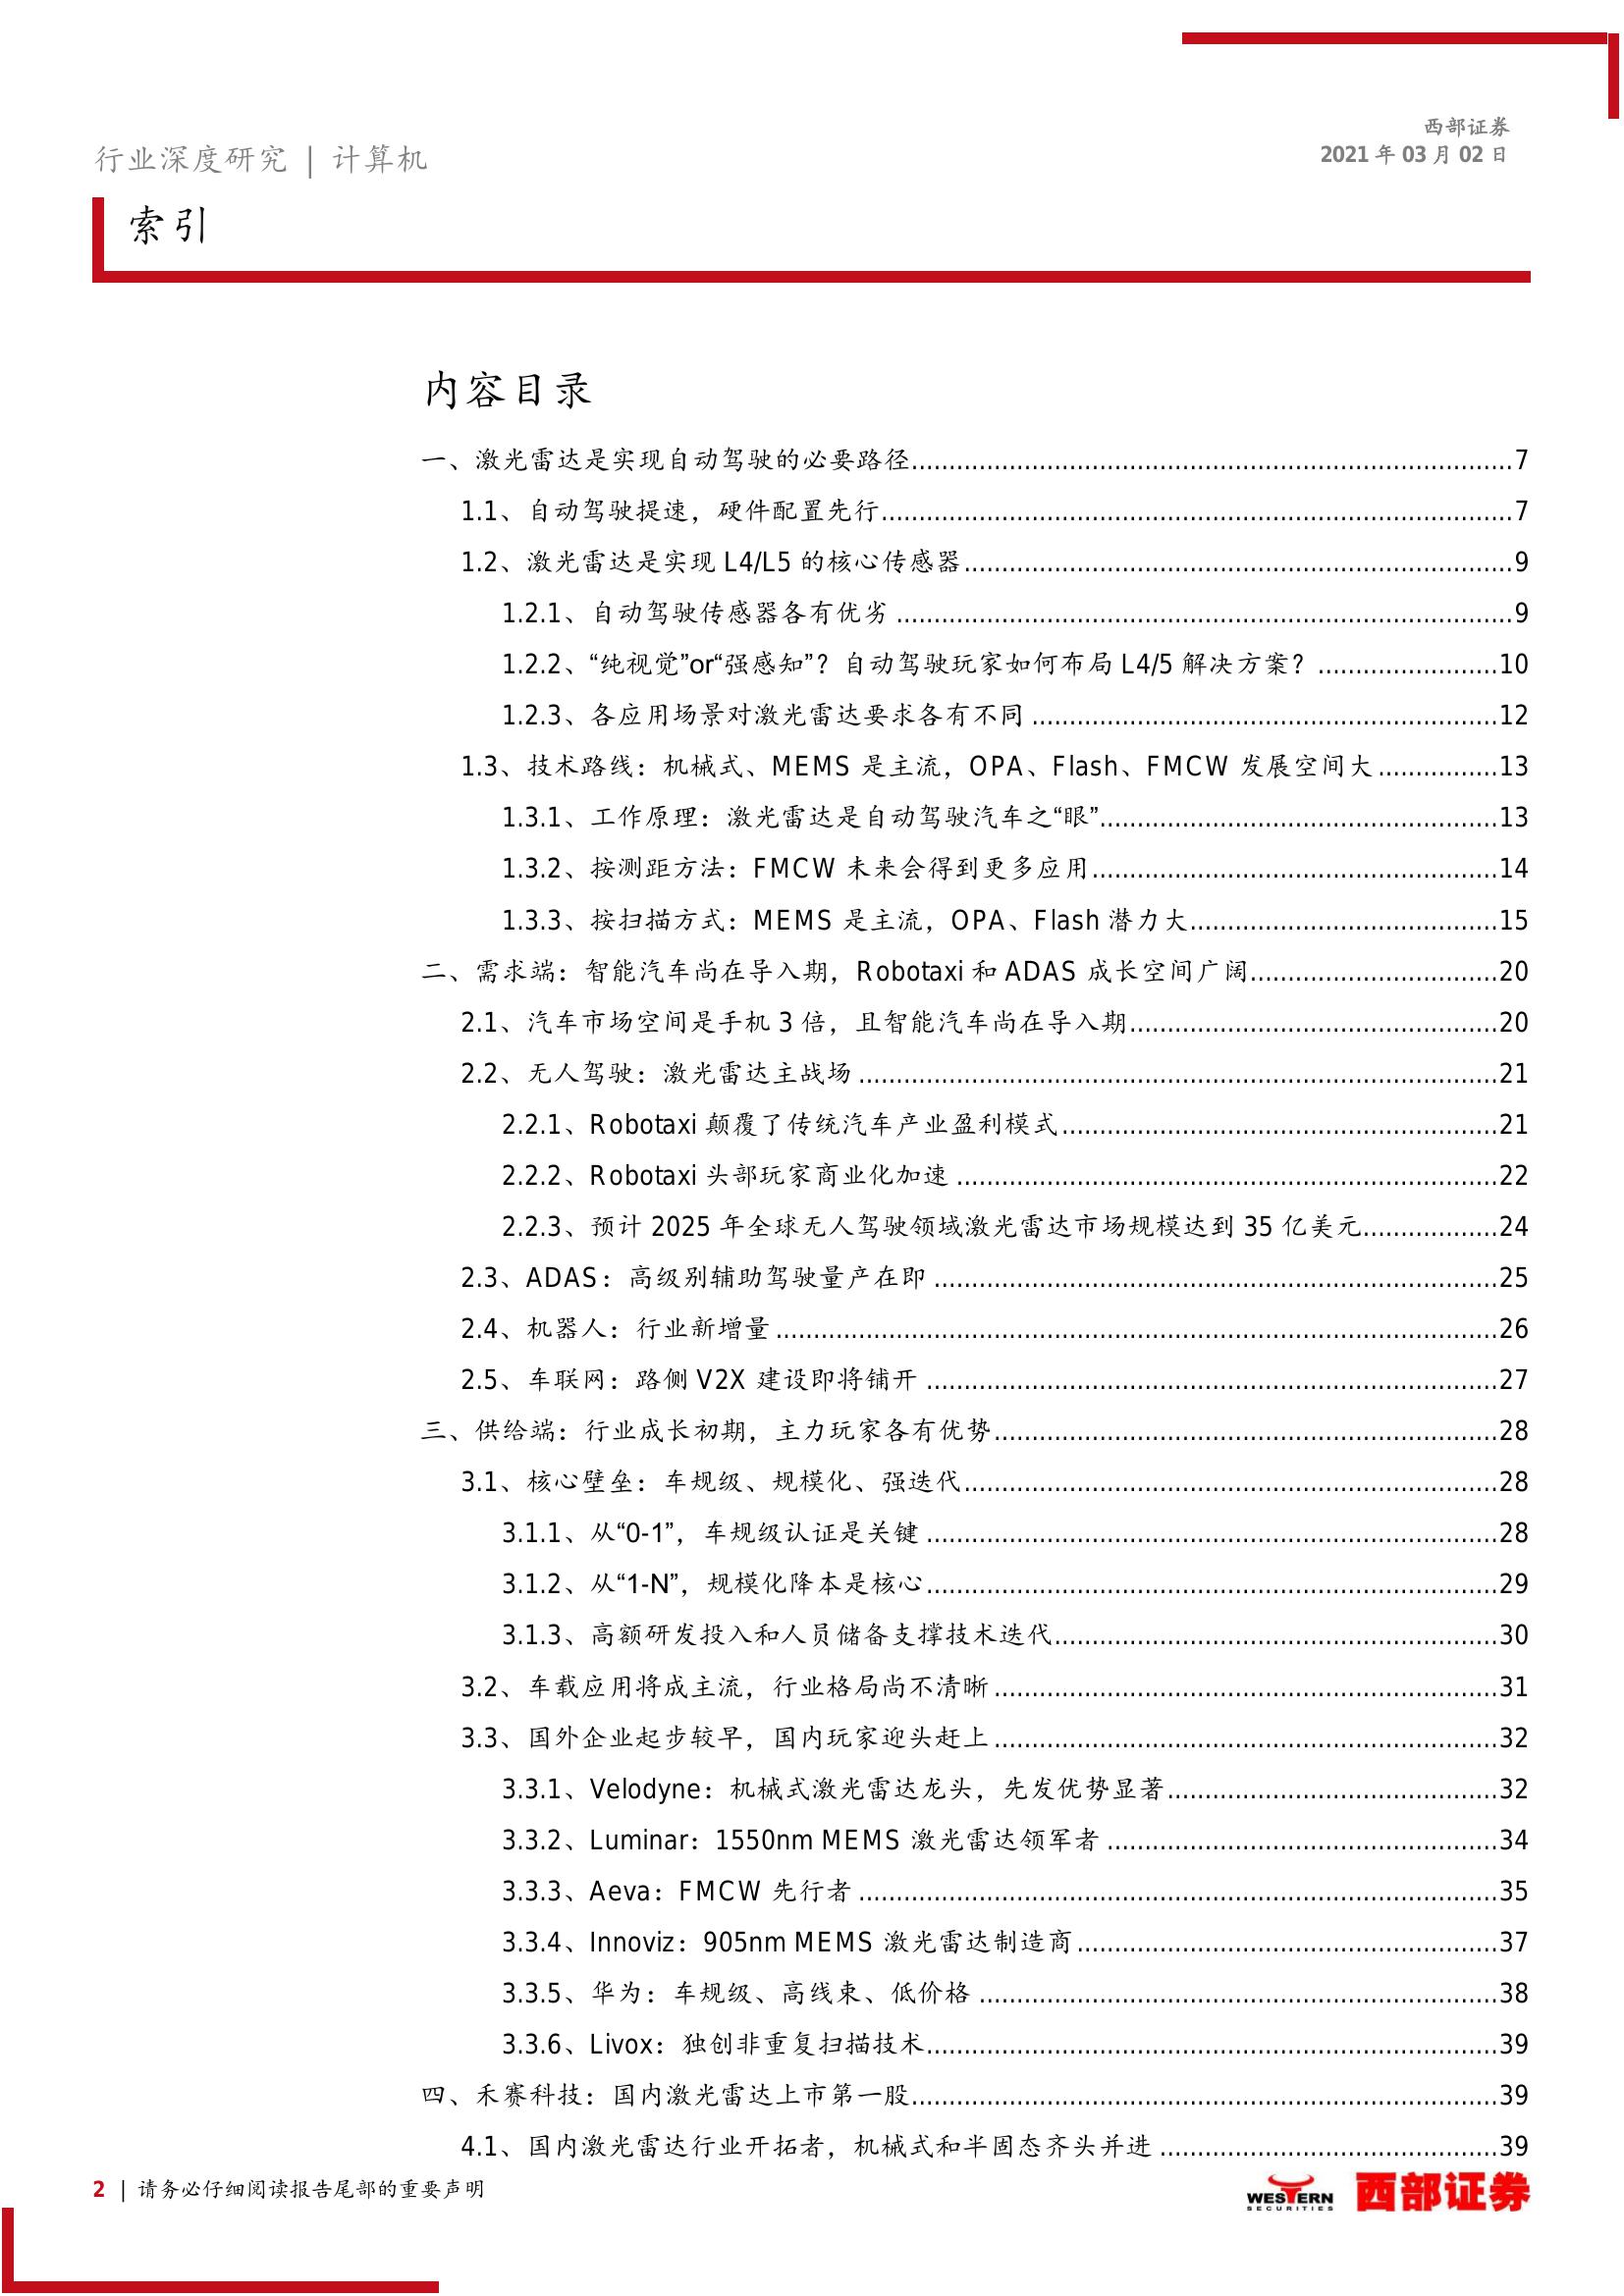 西部证券
2021 年 03 月 02 日
行业深度研究 | 计算机
索引
内容目录
一、激光雷达是实现自动驾驶的必要路径................................................................................7
1.1、自动驾驶提速，硬件配置先行....................................................................................7
1.2、激光雷达是实现 L4/L5 的核心传感器.........................................................................9
1.2.1、自动驾驶传感器各有优劣 ..................................................................................9
1.2.2、“纯视觉”or“强感知”？自动驾驶玩家如何布局 L4/5 解决方案？ ........................10
1.2.3、各应用场景对激光雷达要求各有不同 ..............................................................12
1.3、技术路线：机械式、MEMS 是主流，OPA、Flash、FMCW 发展空间大 ................13
1.3.1、工作原理：激光雷达是自动驾驶汽车之“眼”.....................................................13
1.3.2、按测距方法：FMCW 未来会得到更多应用......................................................14
1.3.3、按扫描方式：MEMS 是主流，OPA、Flash 潜力大.........................................15
二、需求端：智能汽车尚在导入期，Robotaxi 和 ADAS 成长空间广阔.................................20
2.1、汽车市场空间是手机 3 倍，且智能汽车尚在导入期.................................................20
2.2、无人驾驶：激光雷达主战场 .....................................................................................21
2.2.1、Robotaxi 颠覆了传统汽车产业盈利模式..........................................................21
2.2.2、Robotaxi 头部玩家商业化加速 ........................................................................22
2.2.3、预计 2025 年全球无人驾驶领域激光雷达市场规模达到 35 亿美元..................24
2.3、ADAS：高级别辅助驾驶量产在即 ...........................................................................25
2.4、机器人：行业新增量 ................................................................................................26
2.5、车联网：路侧 V2X 建设即将铺开 ............................................................................27
三、供给端：行业成长初期，主力玩家各有优势...................................................................28
3.1、核心壁垒：车规级、规模化、强迭代.......................................................................28
3.1.1、从“0-1”，车规级认证是关键 ............................................................................28
3.1.2、从“1-N”，规模化降本是核心............................................................................29
3.1.3、高额研发投入和人员储备支撑技术迭代...........................................................30
3.2、车载应用将成主流，行业格局尚不清晰 ...................................................................31
3.3、国外企业起步较早，国内玩家迎头赶上 ...................................................................32
3.3.1、Velodyne：机械式激光雷达龙头，先发优势显著............................................32
3.3.2、Luminar：1550nm MEMS 激光雷达领军者 ....................................................34
3.3.3、Aeva：FMCW 先行者 .....................................................................................35
3.3.4、Innoviz：905nm MEMS 激光雷达制造商........................................................37
3.3.5、华为：车规级、高线束、低价格 .....................................................................38
3.3.6、Livox：独创非重复扫描技术............................................................................39
四、禾赛科技：国内激光雷达上市第一股..............................................................................39
4.1、国内激光雷达行业开拓者，机械式和半固态齐头并进 .............................................39
2 | 请务必仔细阅读报告尾部的重要声明
WESTERN
SECURITIES
西部证券